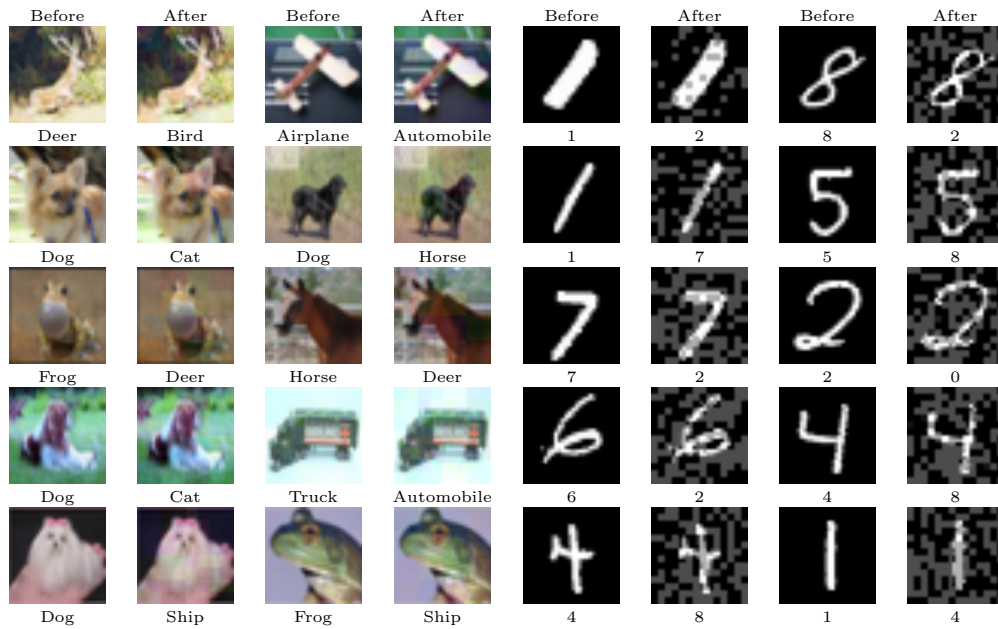 Before After Before After Before After Before After
Deer Bird Airplane Automobile 1 2 8 2
Dog Cat Dog Horse 1 7 5 8
Frog Deer Horse Deer 7 2 2 0
Dog Cat Truck Automobile 6 2 4 8
Dog Ship Frog Ship 4 8 1 4